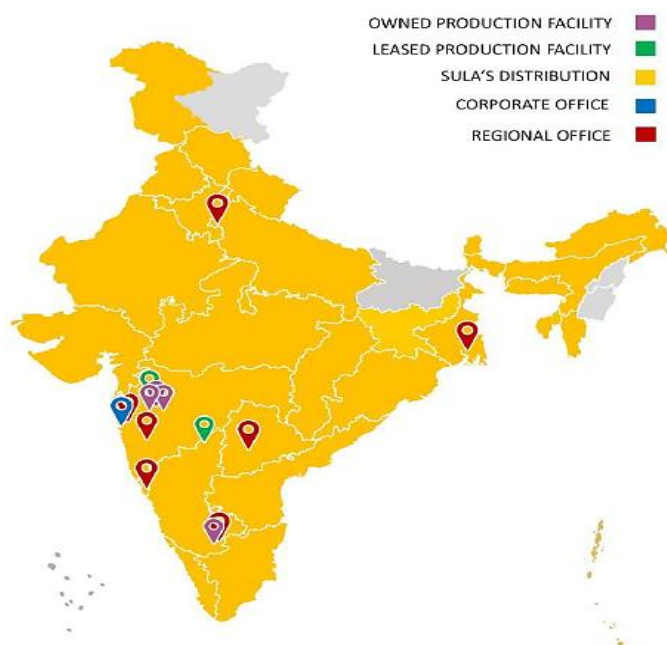 OWNED PRODUCTION FACILITY
LEASED PRODUCTION FACILITY
SULA'S DISTRIBUTION
CORPORATE OFFICE
REGIONAL OFFICE